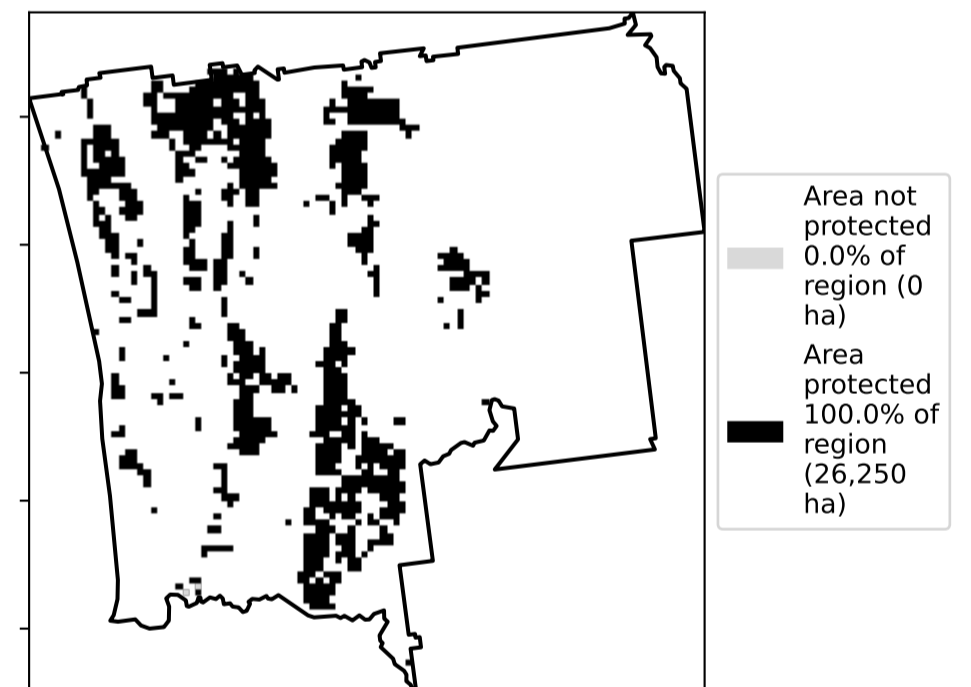 Area not
protected
0.0% of
region (0
ha)
Area
protected
100.0% of
region
(26,250
ha)